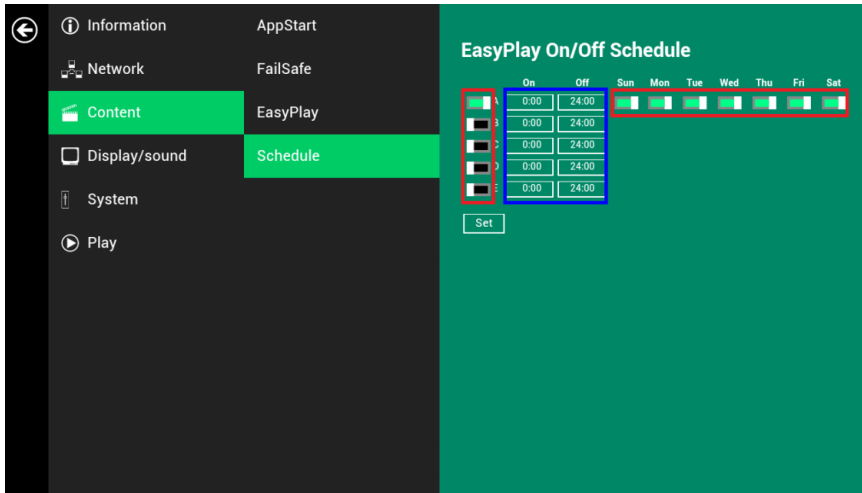 Information
Network
Content
Display/sound
System
Play
AppStart
FailSafe
EasyPlay
Schedule
EasyPlay On/Off Schedule
On Off Sun Mon Tue Wed Thu Fri Sat
A 0:00 24:00
B 0:00 24:00
C 0:00 24:00
D 0:00 24:00
E 0:00 24:00
Set